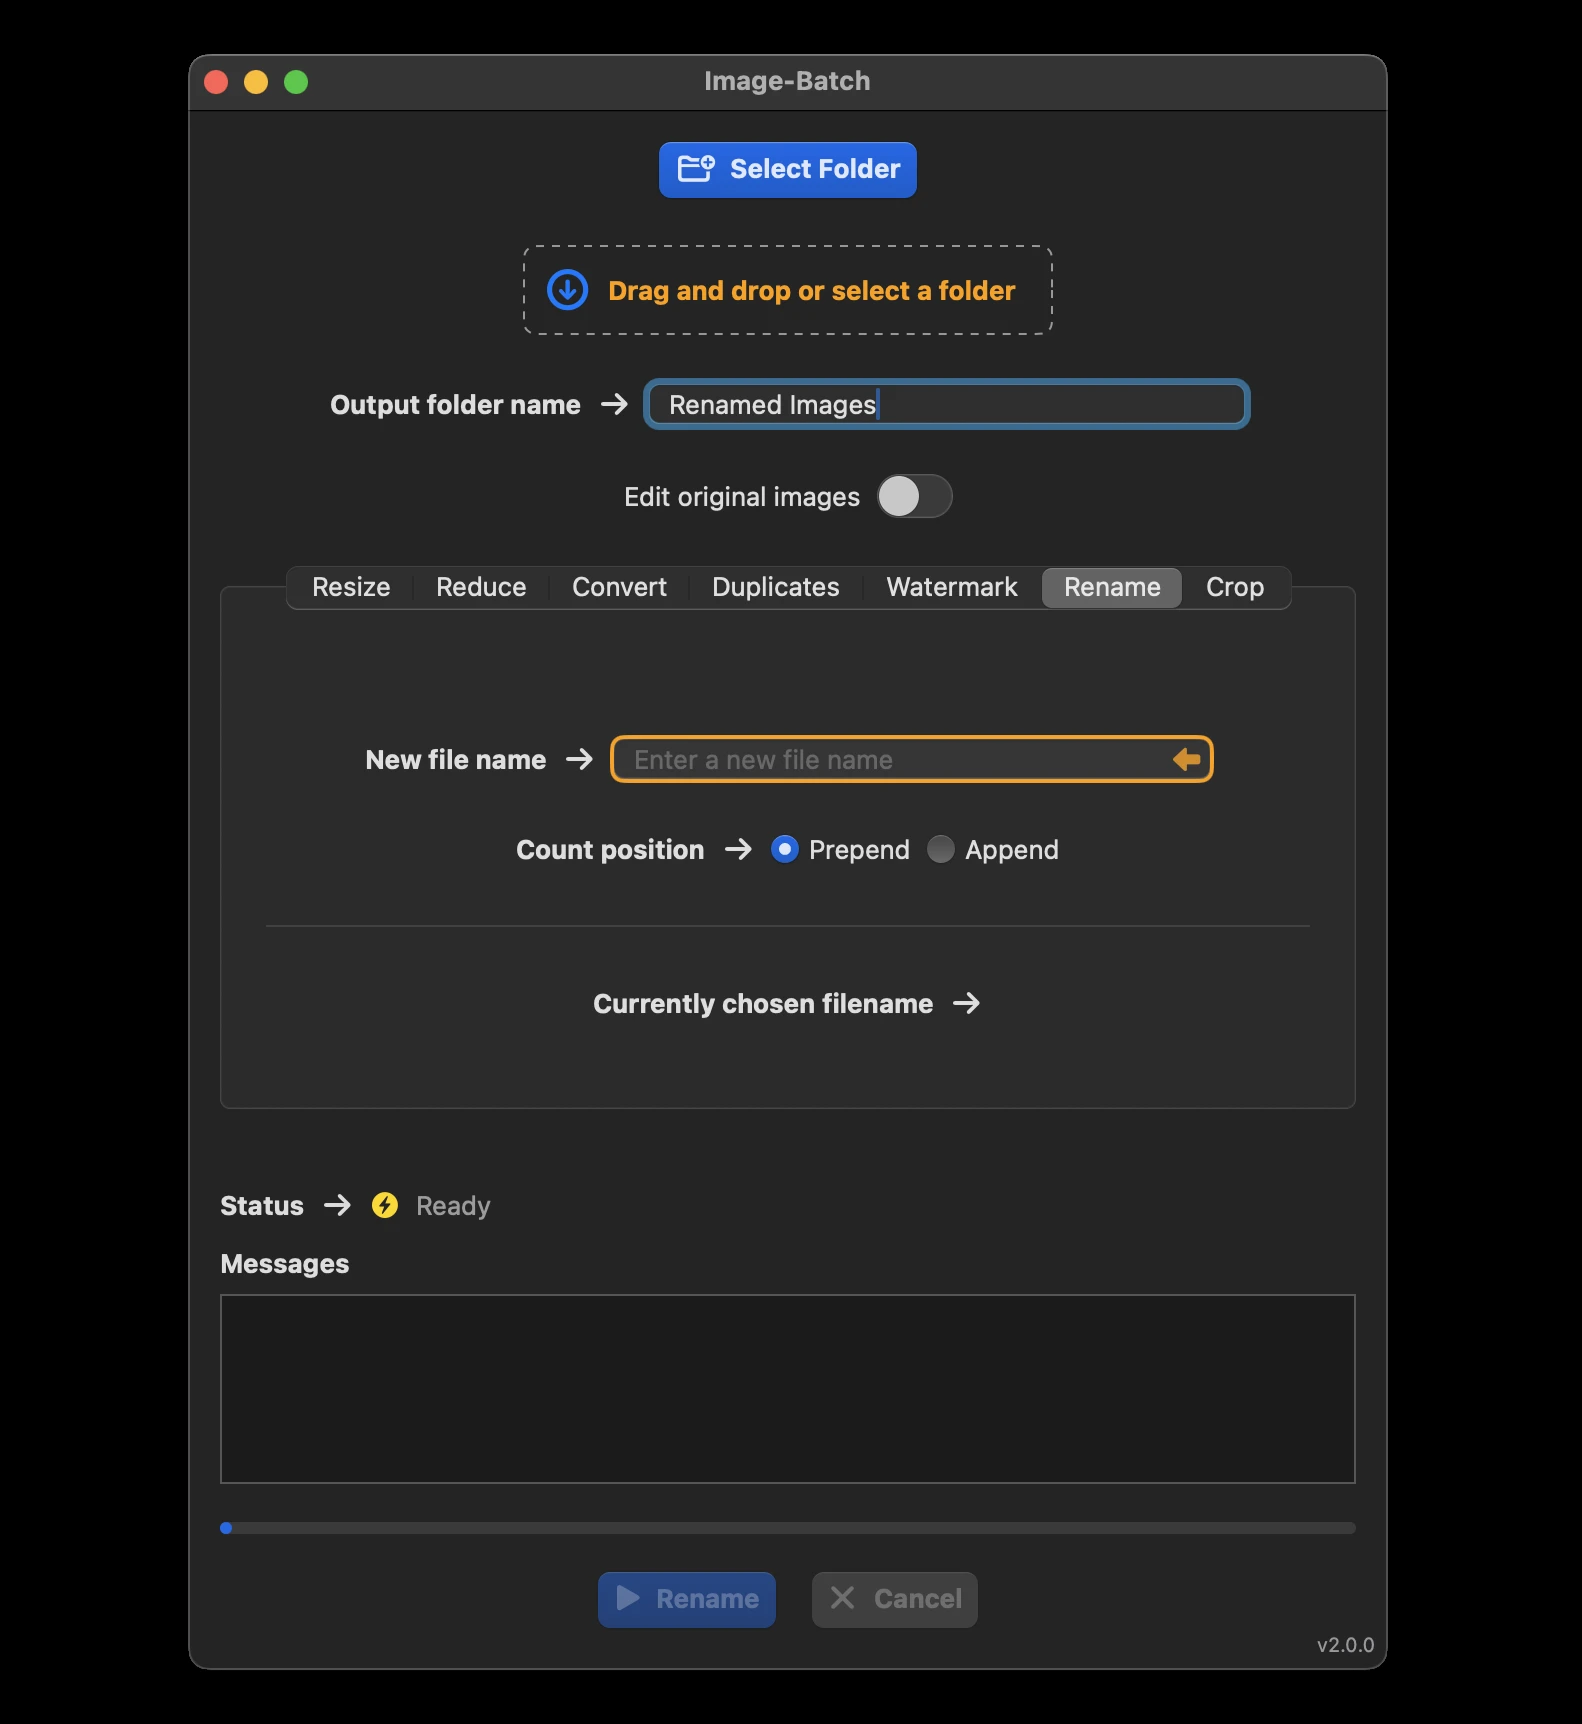 Image-Batch
Select Folder
Drag and drop or select a folder
Output folder name → Renamed Images
Edit original images
Resize Reduce Convert Duplicates Watermark Rename Crop
New file name → Enter a new file name
Count position → Prepend Append
Currently chosen filename →
Status → Ready
Messages
Rename Cancel
v2.0.0